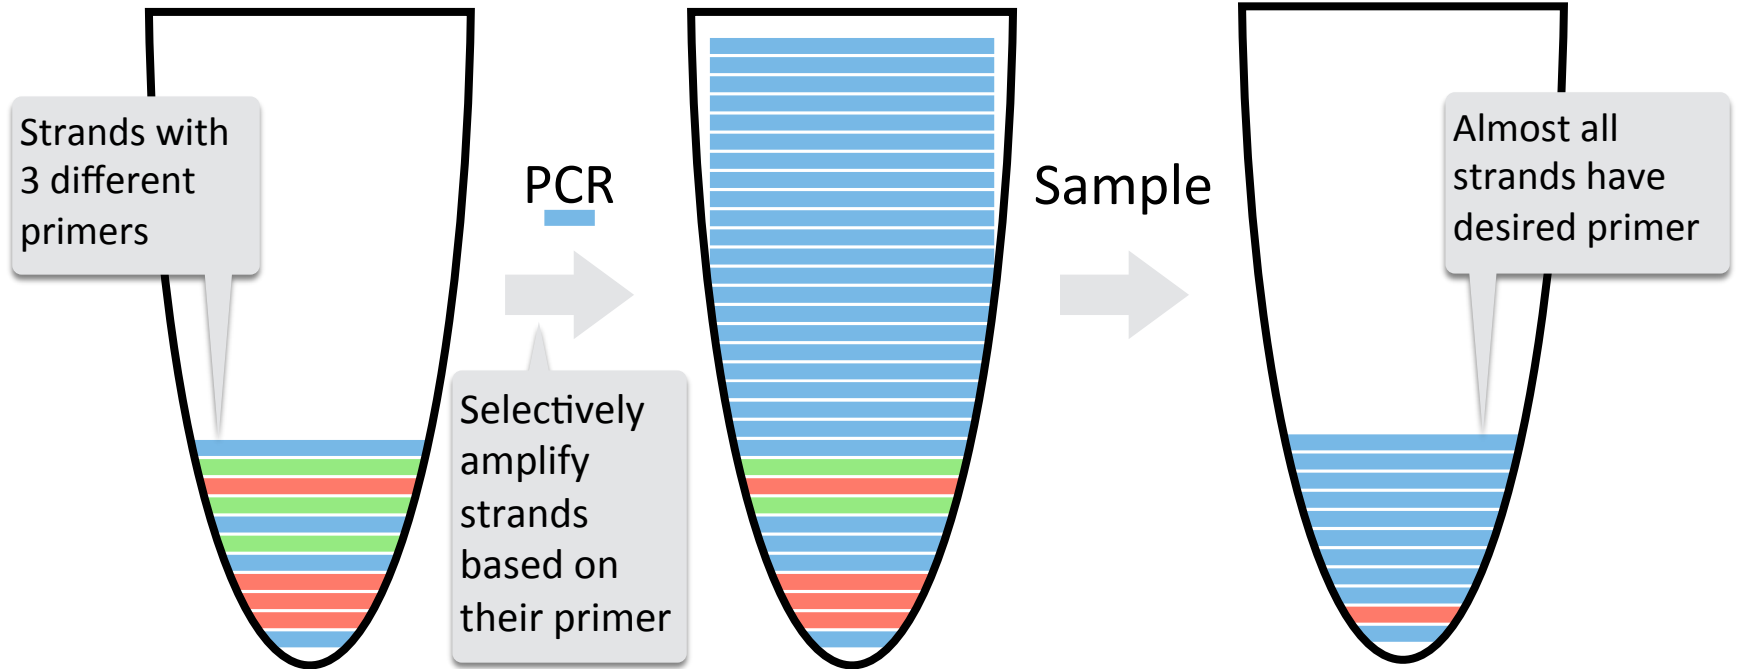 Strands with
3 different
primers
PCR
Selectively
amplify
strands
based on
their primer
Sample
Almost all
strands have
desired primer